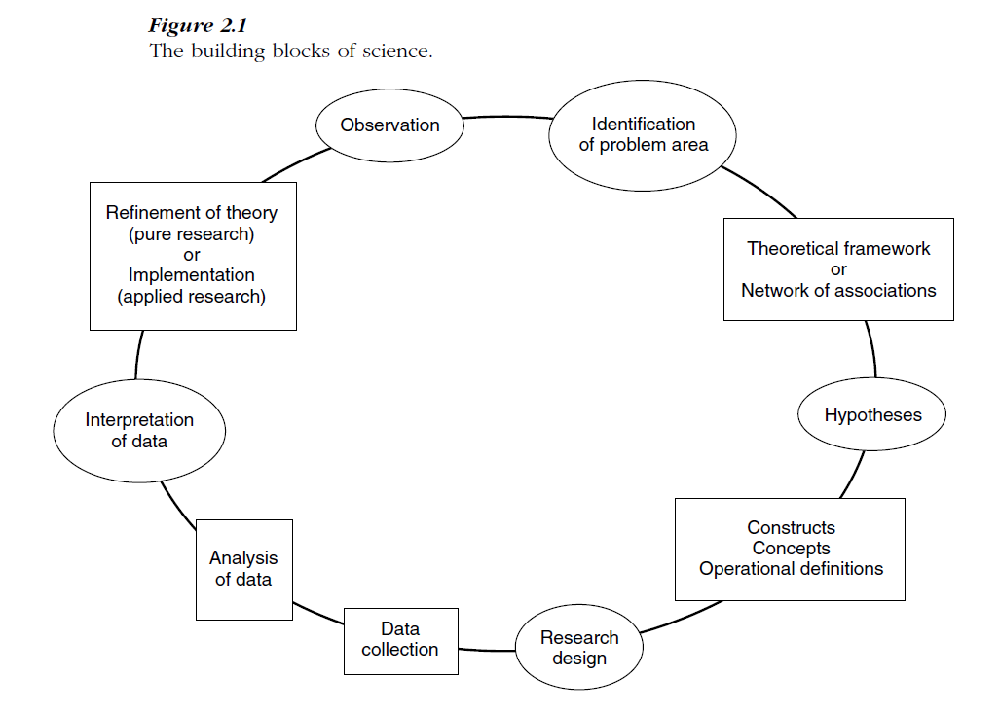 Figure 2.1
The building blocks of science.
Observation
Identification
of problem area
Refinement of theory
(pure research)
or
Implementation
(applied research)
Theoretical framework
or
Network of associations
Interpretation
of data
Hypotheses
Constructs
Concepts
Operational definitions
Analysis
of data
Data
collection
Research
design